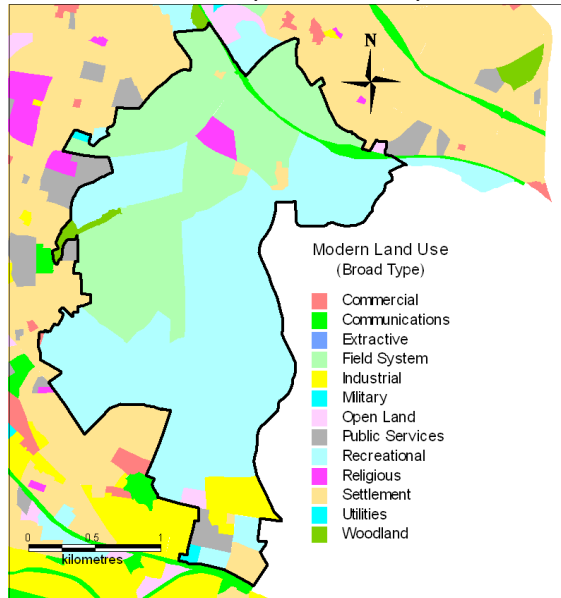 N
Modern Land Use
(Broad Type)
Commercial
Communications
Extractive
Field System
Industrial
Military
Open Land
Public Services
Recreational
Religious
Settlement
Utilities
Woodland
0 0.5 1
kilometres